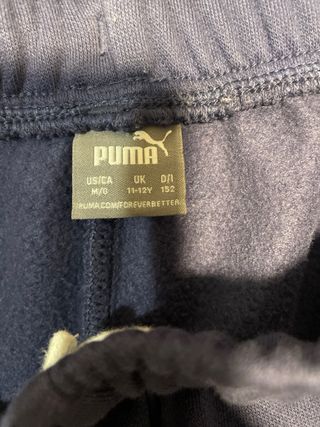 PUMA
US/CA UK D/I
M/G 11-12Y 152
PUMA.COM/FOREVERBETTER